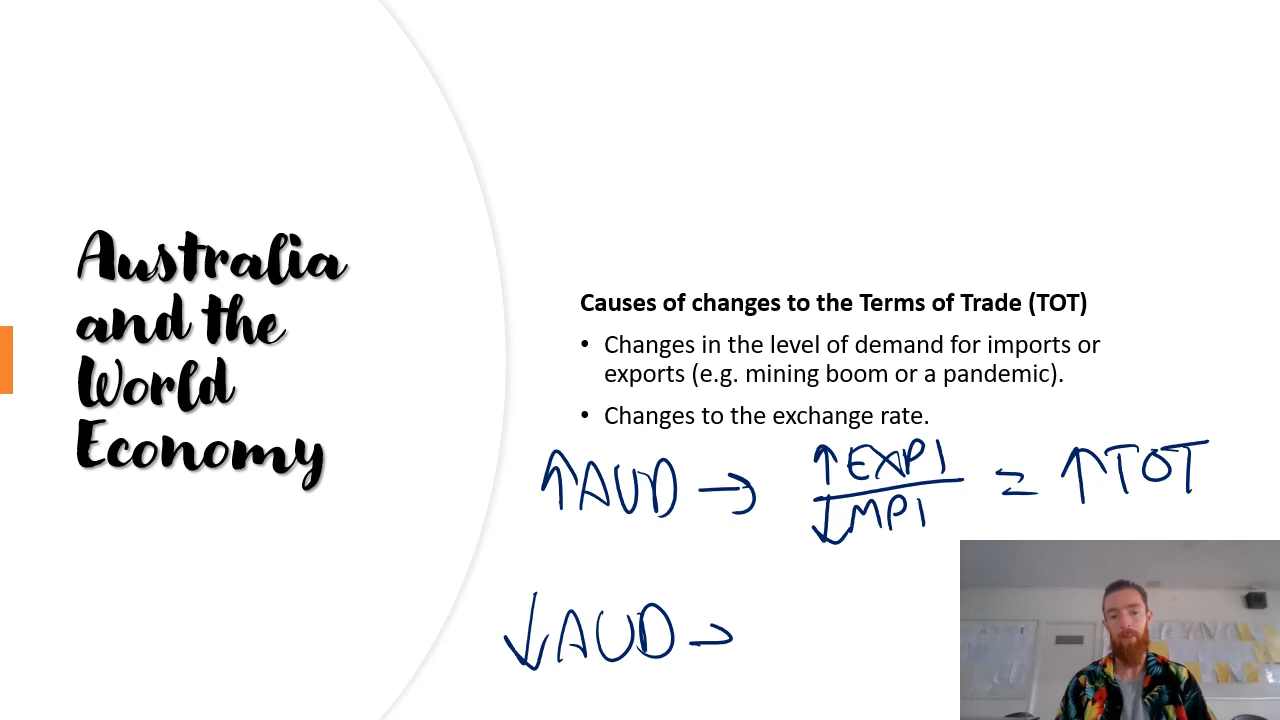 Australia
and the
World
Economy
Causes of changes to the Terms of Trade (TOT)
• Changes in the level of demand for imports or
exports (e.g. mining boom or a pandemic).
• Changes to the exchange rate.
↑AUD → ↑EXPI / ↓MPI = ↑TOT
↓AUD →